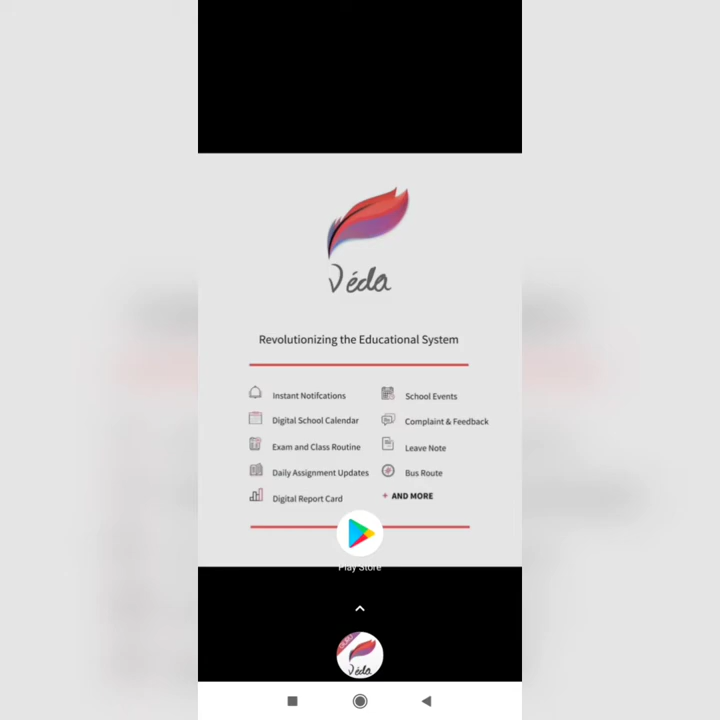 Véda
Revolutionizing the Educational System
Instant Notifcations
School Events
Digital School Calendar
Complaint & Feedback
Exam and Class Routine
Leave Note
Daily Assignment Updates
Bus Route
Digital Report Card
+ AND MORE
Play Store
Véda